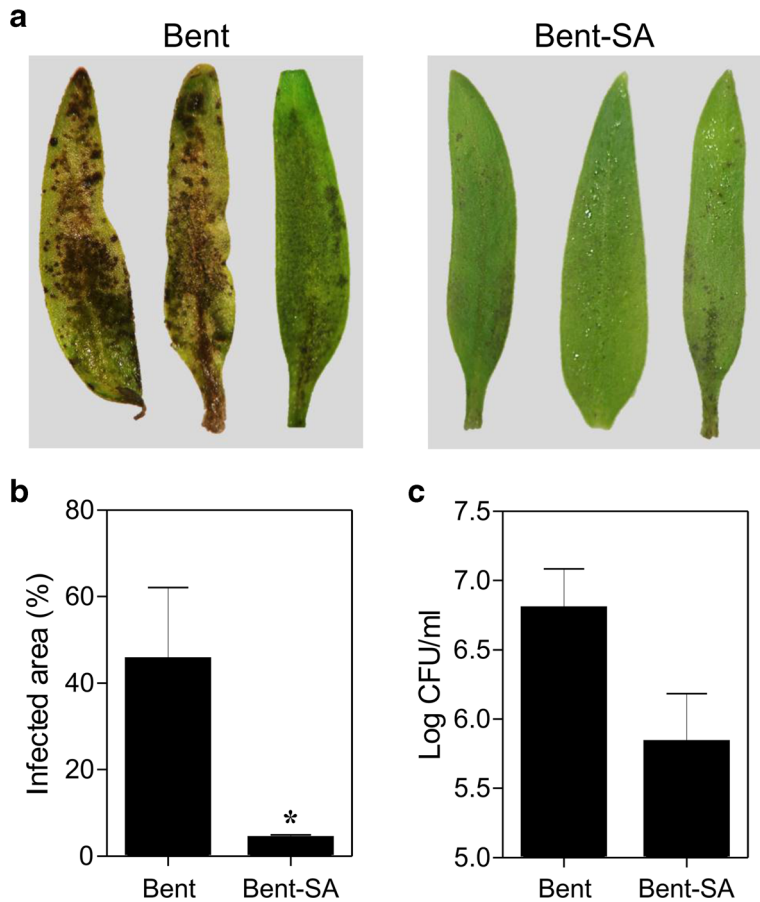 a
Bent
Bent-SA
b
80
60
40
20
0
Infected area (%)
*
Bent
Bent-SA
c
7.5
7.0
6.5
6.0
5.5
5.0
Log CFU/ml
Bent
Bent-SA